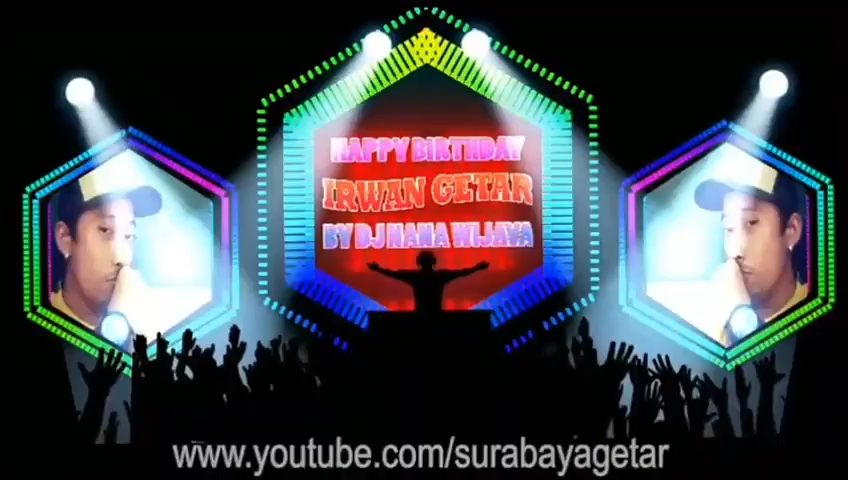 HAPPY BIRTHDAY
IRWAN GETAR
BY DJ NANA WIJAYA
www.youtube.com/surabayagetar